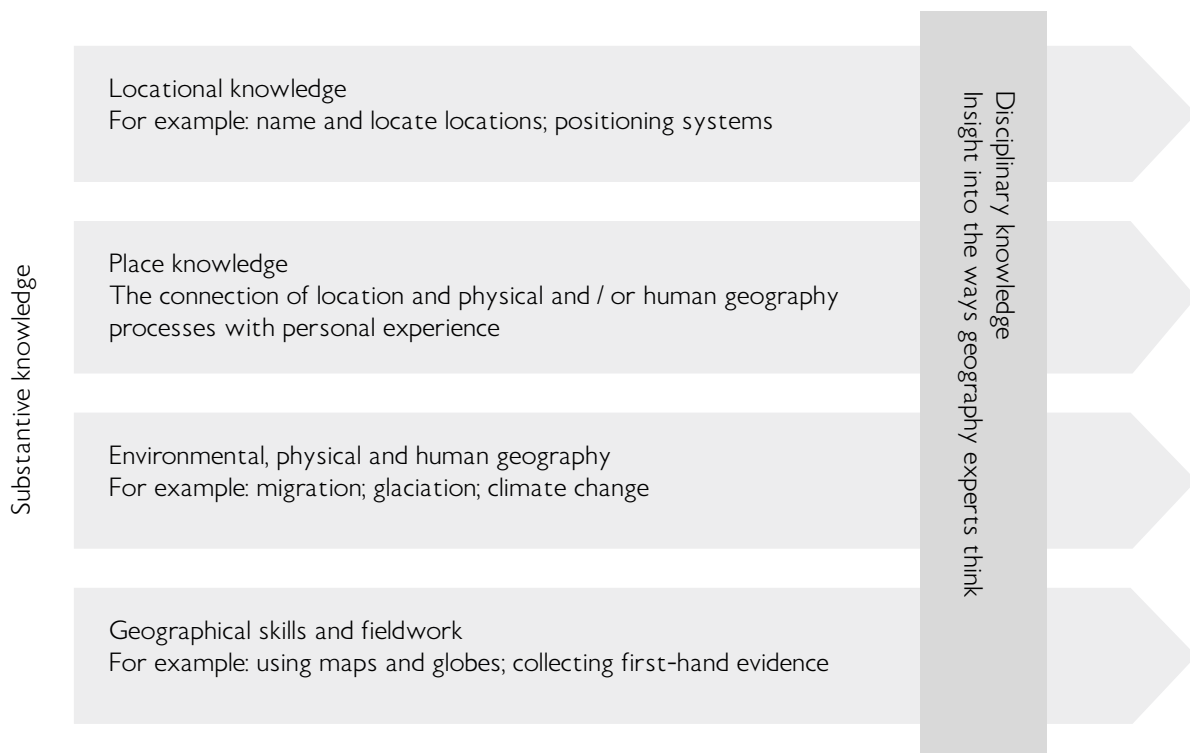 Substantive knowledge
Locational knowledge
For example: name and locate locations; positioning systems
Place knowledge
The connection of location and physical and / or human geography
processes with personal experience
Environmental, physical and human geography
For example: migration; glaciation; climate change
Geographical skills and fieldwork
For example: using maps and globes; collecting first-hand evidence
Disciplinary knowledge
Insight into the ways geography experts think